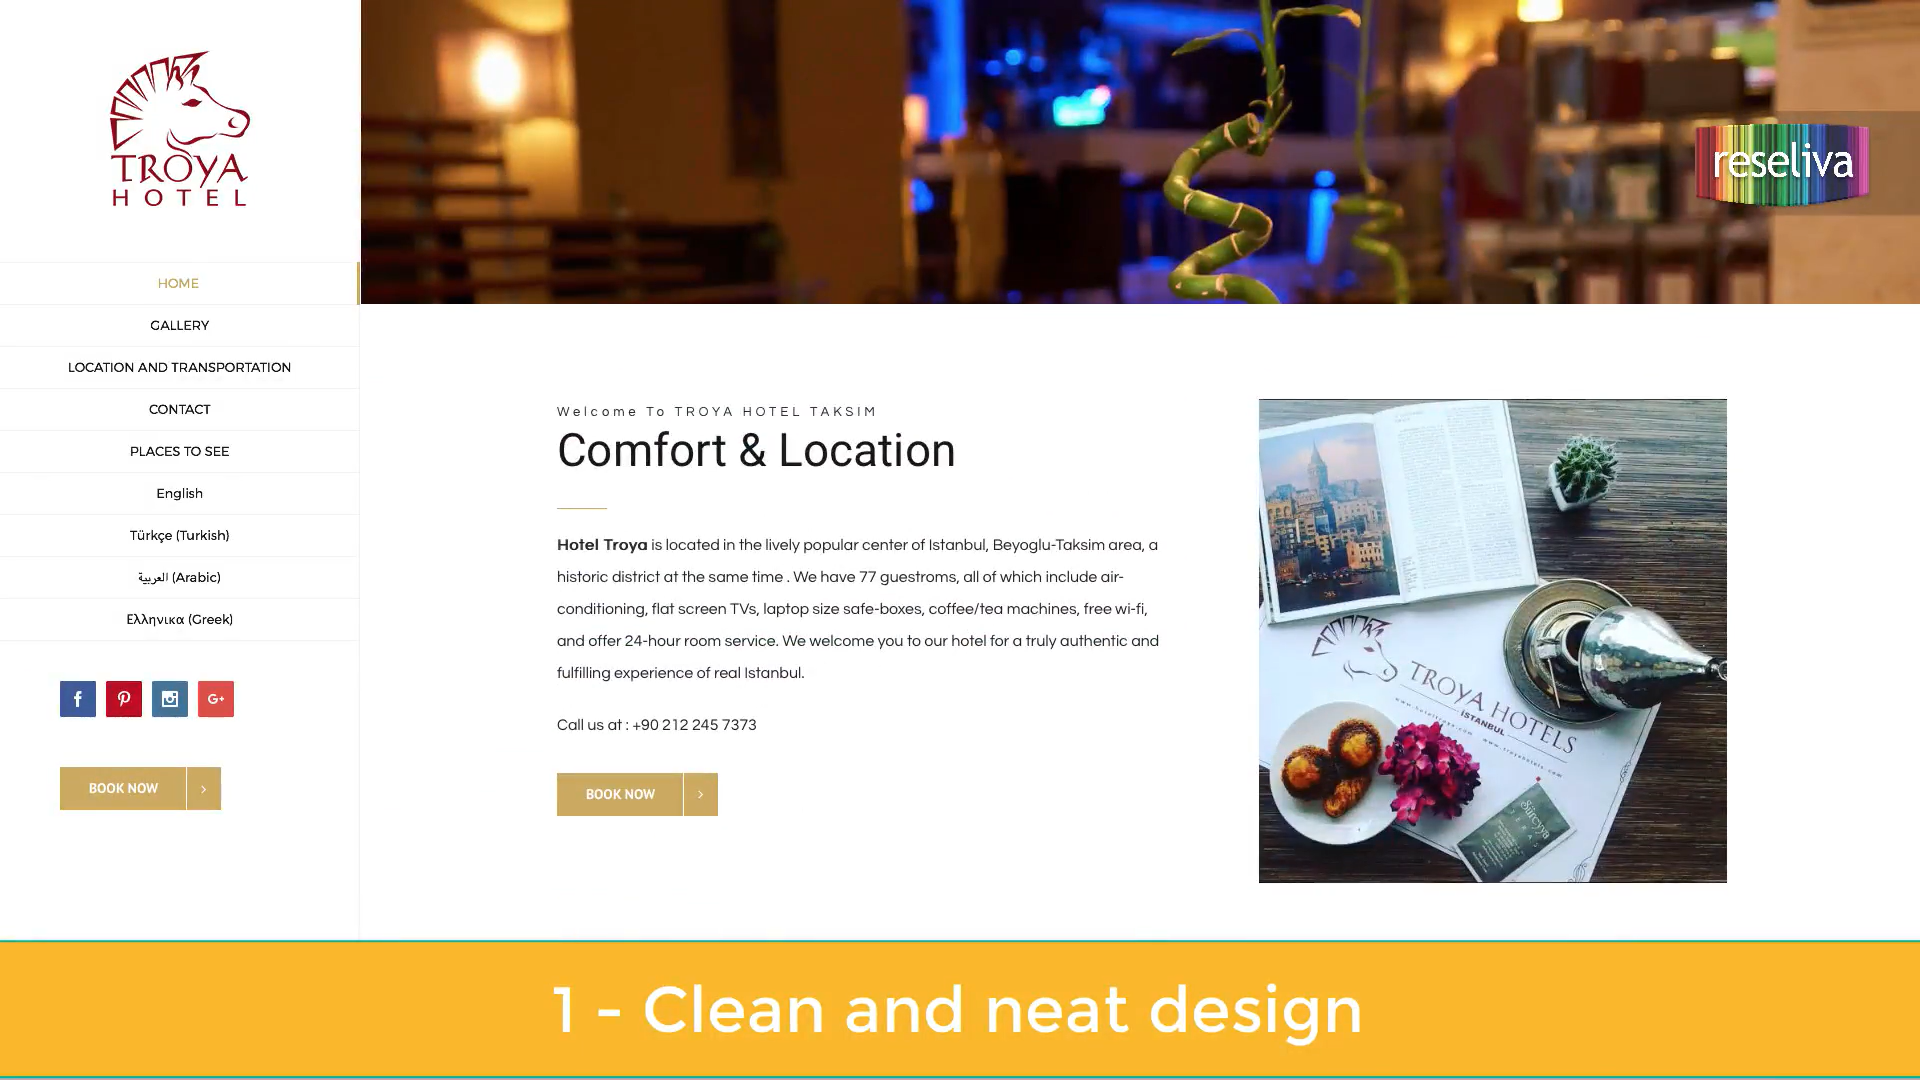 TROYA
HOTEL
HOME
GALLERY
LOCATION AND TRANSPORTATION
CONTACT
PLACES TO SEE
English
Türkçe (Turkish)
العربية (Arabic)
Ελληνικα (Greek)
BOOK NOW
reseliva
Welcome To TROYA HOTEL TAKSIM
Comfort & Location
Hotel Troya is located in the lively popular center of Istanbul, Beyoglu-Taksim area, a
historic district at the same time . We have 77 guestroms, all of which include air-
conditioning, flat screen TVs, laptop size safe-boxes, coffee/tea machines, free wi-fi,
and offer 24-hour room service. We welcome you to our hotel for a truly authentic and
fulfilling experience of real Istanbul.
Call us at : +90 212 245 7373
BOOK NOW
TROYA HOTELS
ISTANBUL
Süreyya
1 - Clean and neat design